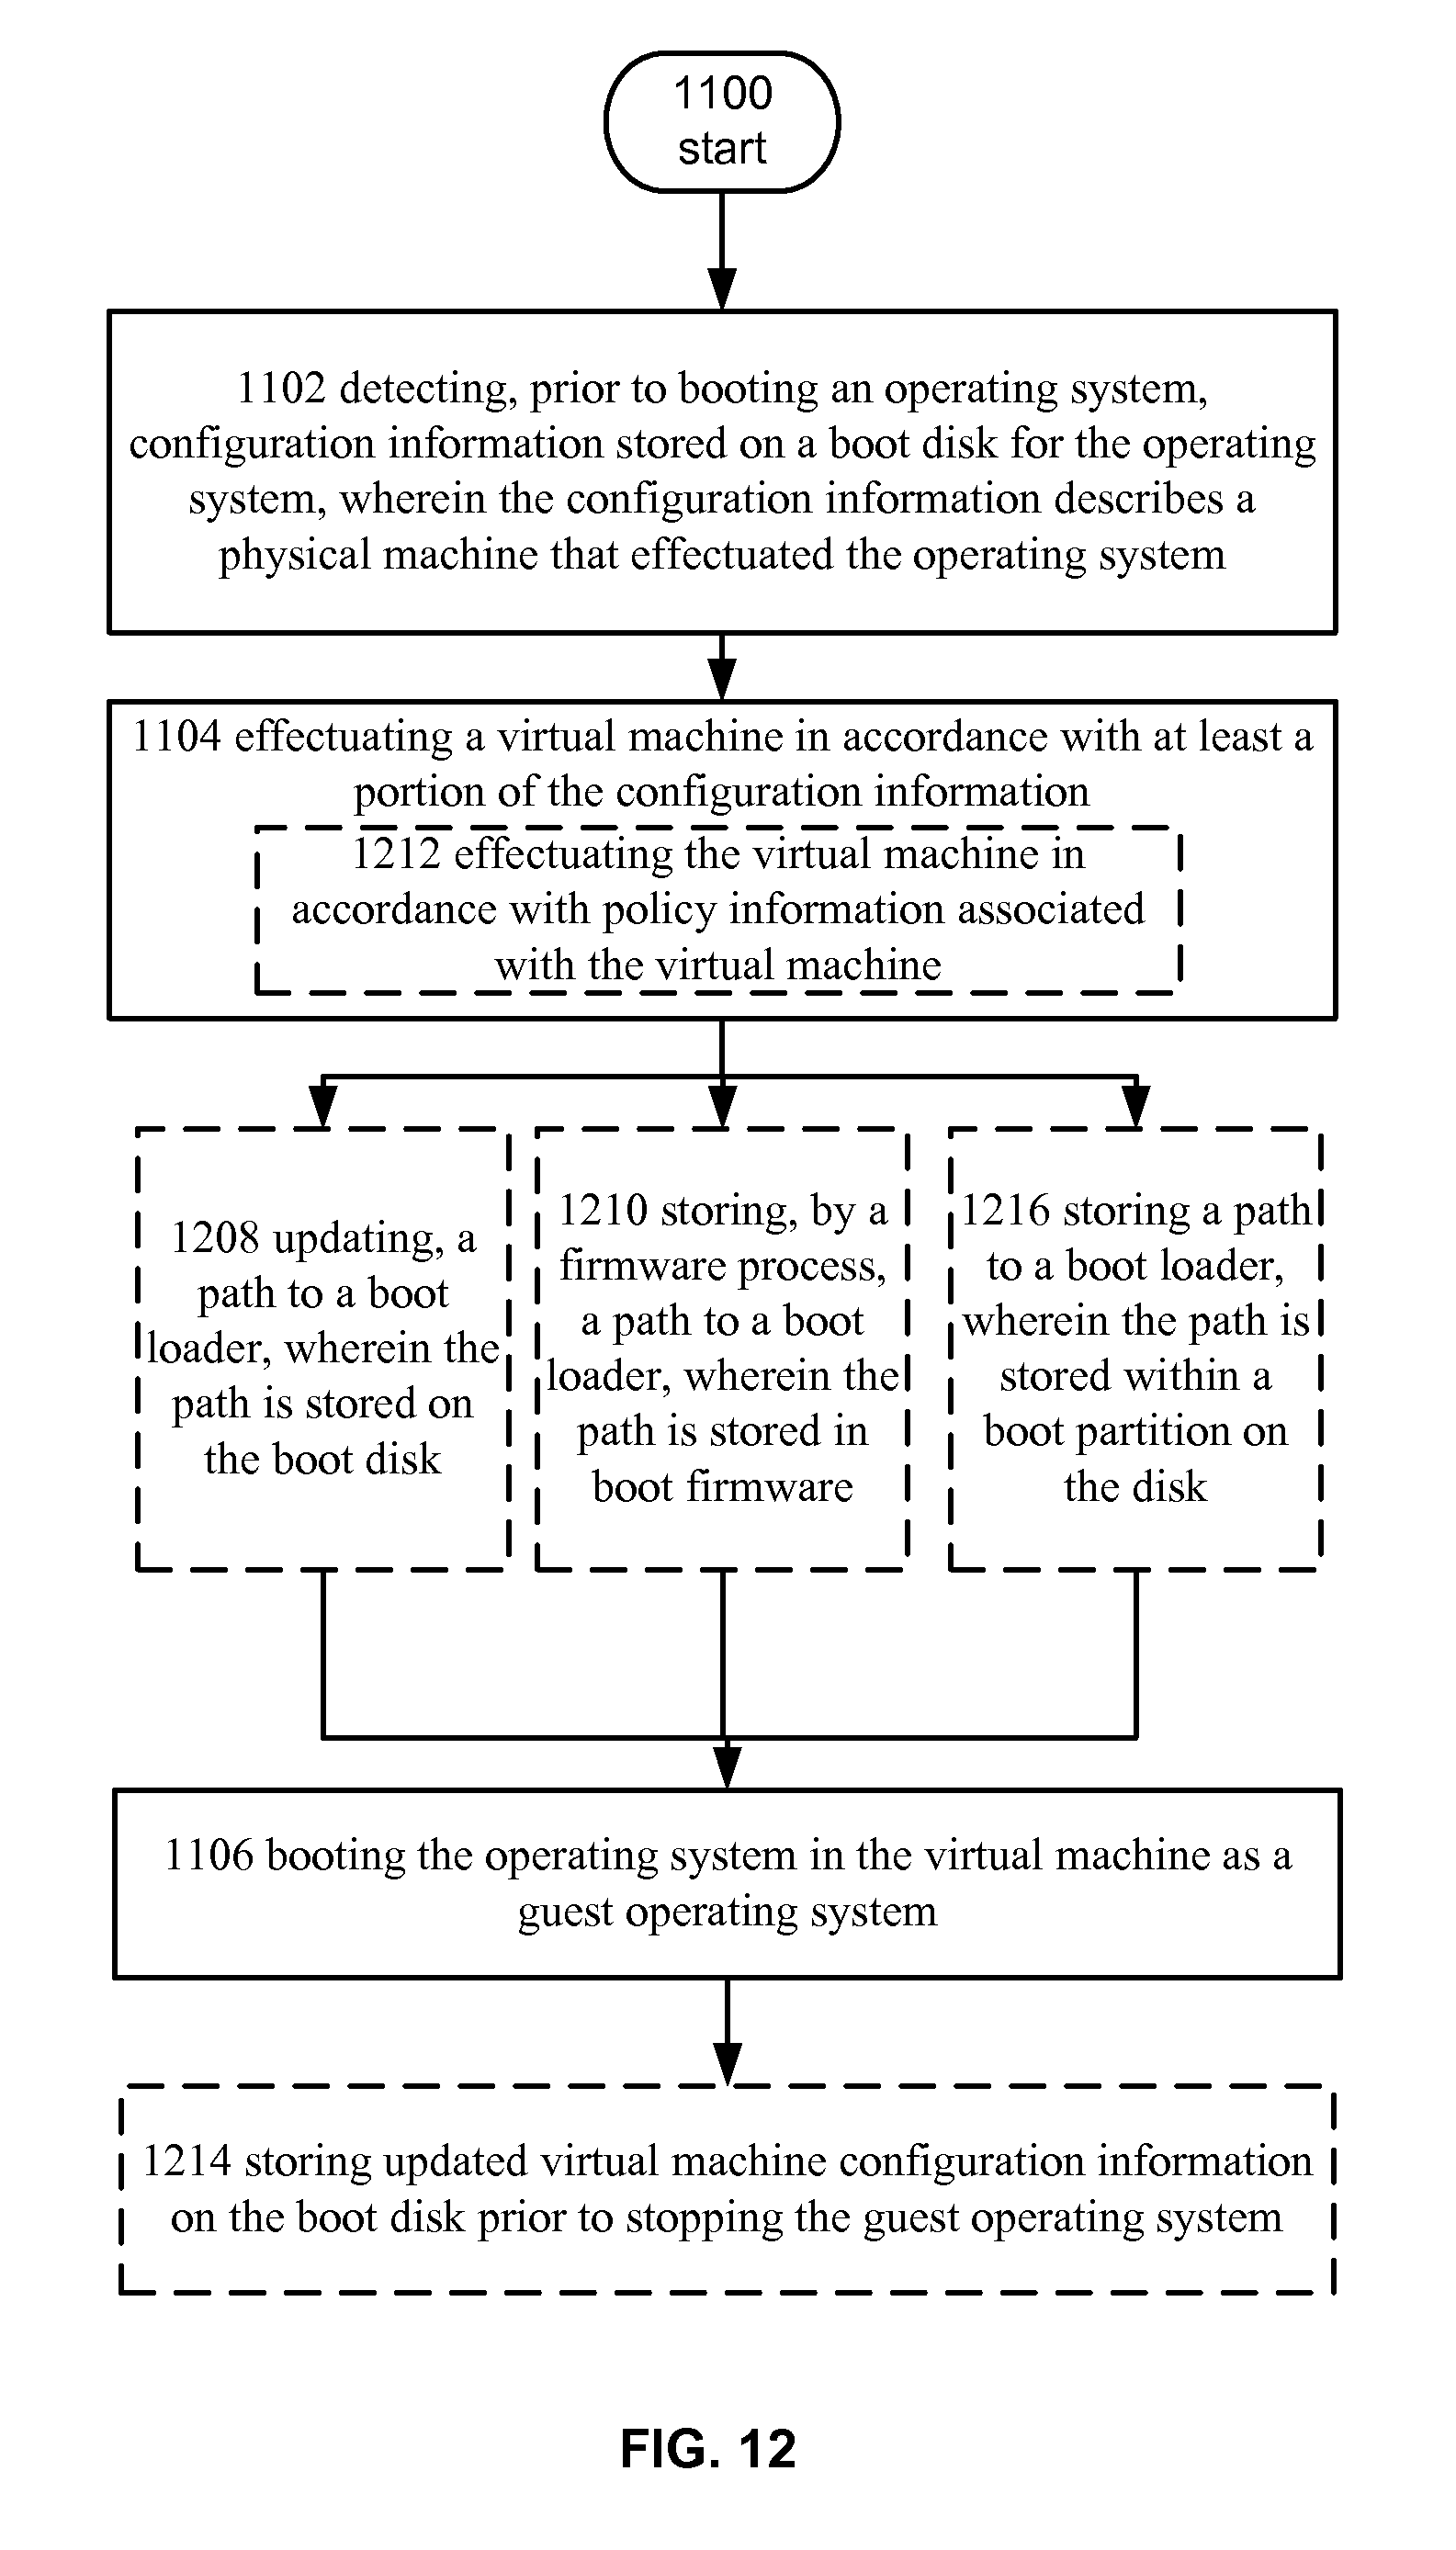 1100
start
1102 detecting, prior to booting an operating system,
configuration information stored on a boot disk for the operating
system, wherein the configuration information describes a
physical machine that effectuated the operating system
1104 effectuating a virtual machine in accordance with at least a
portion of the configuration information
1212 effectuating the virtual machine in
accordance with policy information associated
with the virtual machine
1208 updating, a
path to a boot
loader, wherein the
path is stored on
the boot disk
1210 storing, by a
firmware process,
a path to a boot
loader, wherein the
path is stored in
boot firmware
1216 storing a path
to a boot loader,
wherein the path is
stored within a
boot partition on
the disk
1106 booting the operating system in the virtual machine as a
guest operating system
1214 storing updated virtual machine configuration information
on the boot disk prior to stopping the guest operating system
FIG. 12